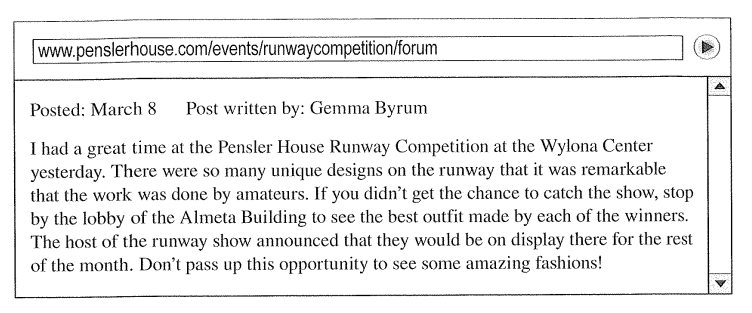 www.penslerhouse.com/events/runwaycompetition/forum
Posted: March 8 Post written by: Gemma Byrum
I had a great time at the Pensler House Runway Competition at the Wylona Center
yesterday. There were so many unique designs on the runway that it was remarkable
that the work was done by amateurs. If you didn't get the chance to catch the show, stop
by the lobby of the Almeta Building to see the best outfit made by each of the winners.
The host of the runway show announced that they would be on display there for the rest
of the month. Don't pass up this opportunity to see some amazing fashions!